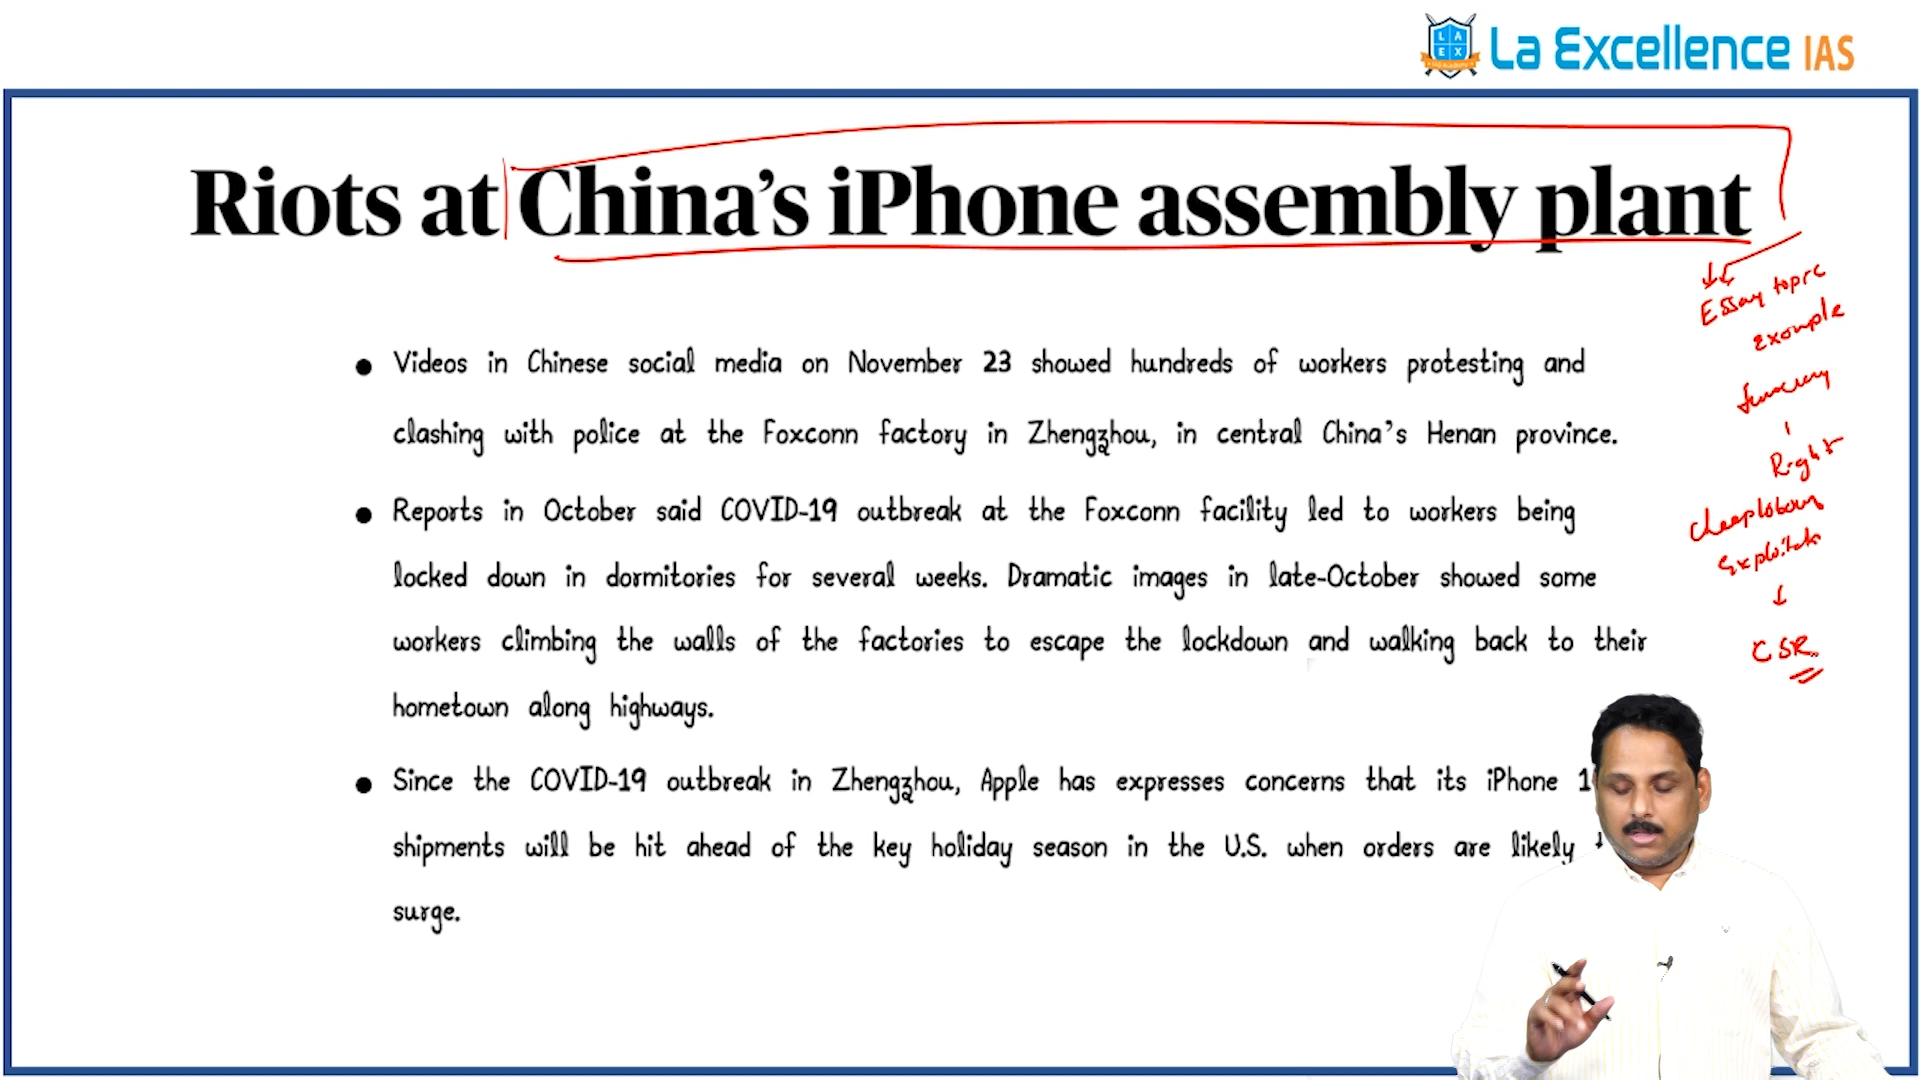 LA
EX
La Excellence IAS
Riots at China's iPhone assembly plant
Essay topic
example
Videos in Chinese social media on November 23 showed hundreds of workers protesting and
clashing with police at the Foxconn factory in Zhengzhou, in central China's Henan province.
Right
Reports in October said COVID-19 outbreak at the Foxconn facility led to workers being
locked down in dormitories for several weeks. Dramatic images in late-October showed some
workers climbing the walls of the factories to escape the lockdown and walking back to their
hometown along highways.
CSR
Since the COVID-19 outbreak in Zhengzhou, Apple has expresses concerns that its iPhone 1
shipments will be hit ahead of the key holiday season in the U.S. when orders are likely
surge.